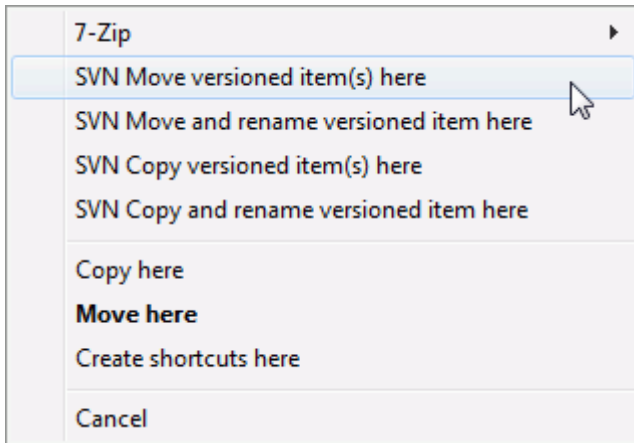 7-Zip
SVN Move versioned item(s) here
SVN Move and rename versioned item here
SVN Copy versioned item(s) here
SVN Copy and rename versioned item here
Copy here
Move here
Create shortcuts here
Cancel